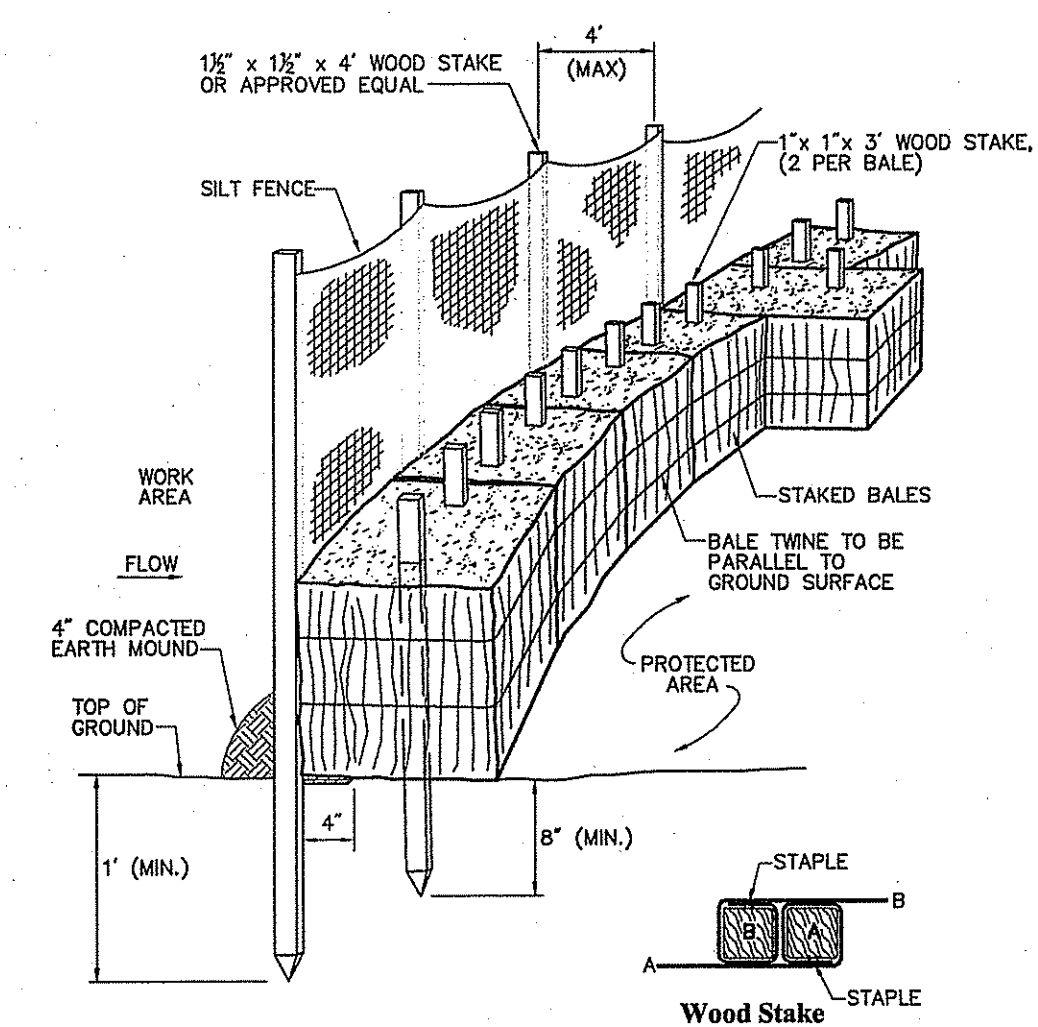 4'
(MAX)
1½" x 1½" x 4' WOOD STAKE
OR APPROVED EQUAL
1"x 1"x 3' WOOD STAKE,
(2 PER BALE)
SILT FENCE
WORK
AREA
FLOW
STAKED BALES
BALE TWINE TO BE
PARALLEL TO
GROUND SURFACE
4" COMPACTED
EARTH MOUND
PROTECTED
AREA
TOP OF
GROUND
4"
8" (MIN.)
1' (MIN.)
STAPLE
B
B
A
A
STAPLE
Wood Stake